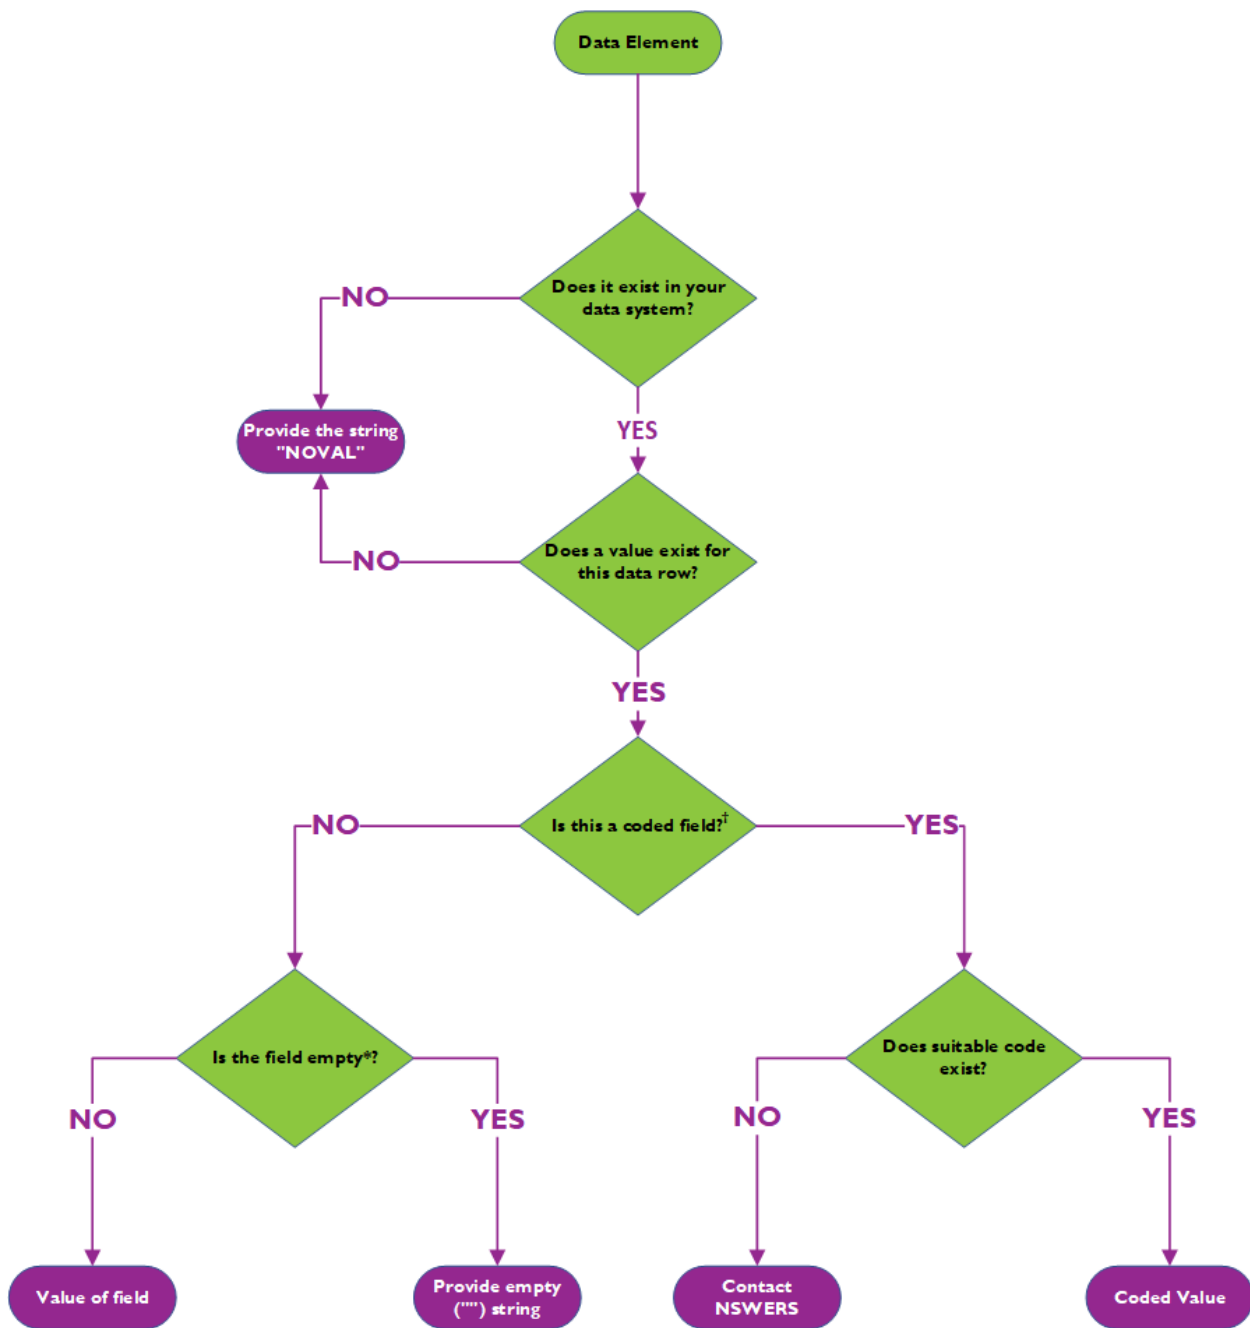 Data Element
Does it exist in your
data system?
NO
YES
Provide the string
"NOVAL"
Does a value exist for
this data row?
NO
YES
Is this a coded field?†
NO
YES
Is the field empty*?
Does suitable code
exist?
NO
YES
NO
YES
Value of field
Provide empty
("") string
Contact
NSWERS
Coded Value